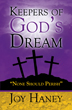 Keepers of
God's
Dream
"None Should Perish"
Joy Haney